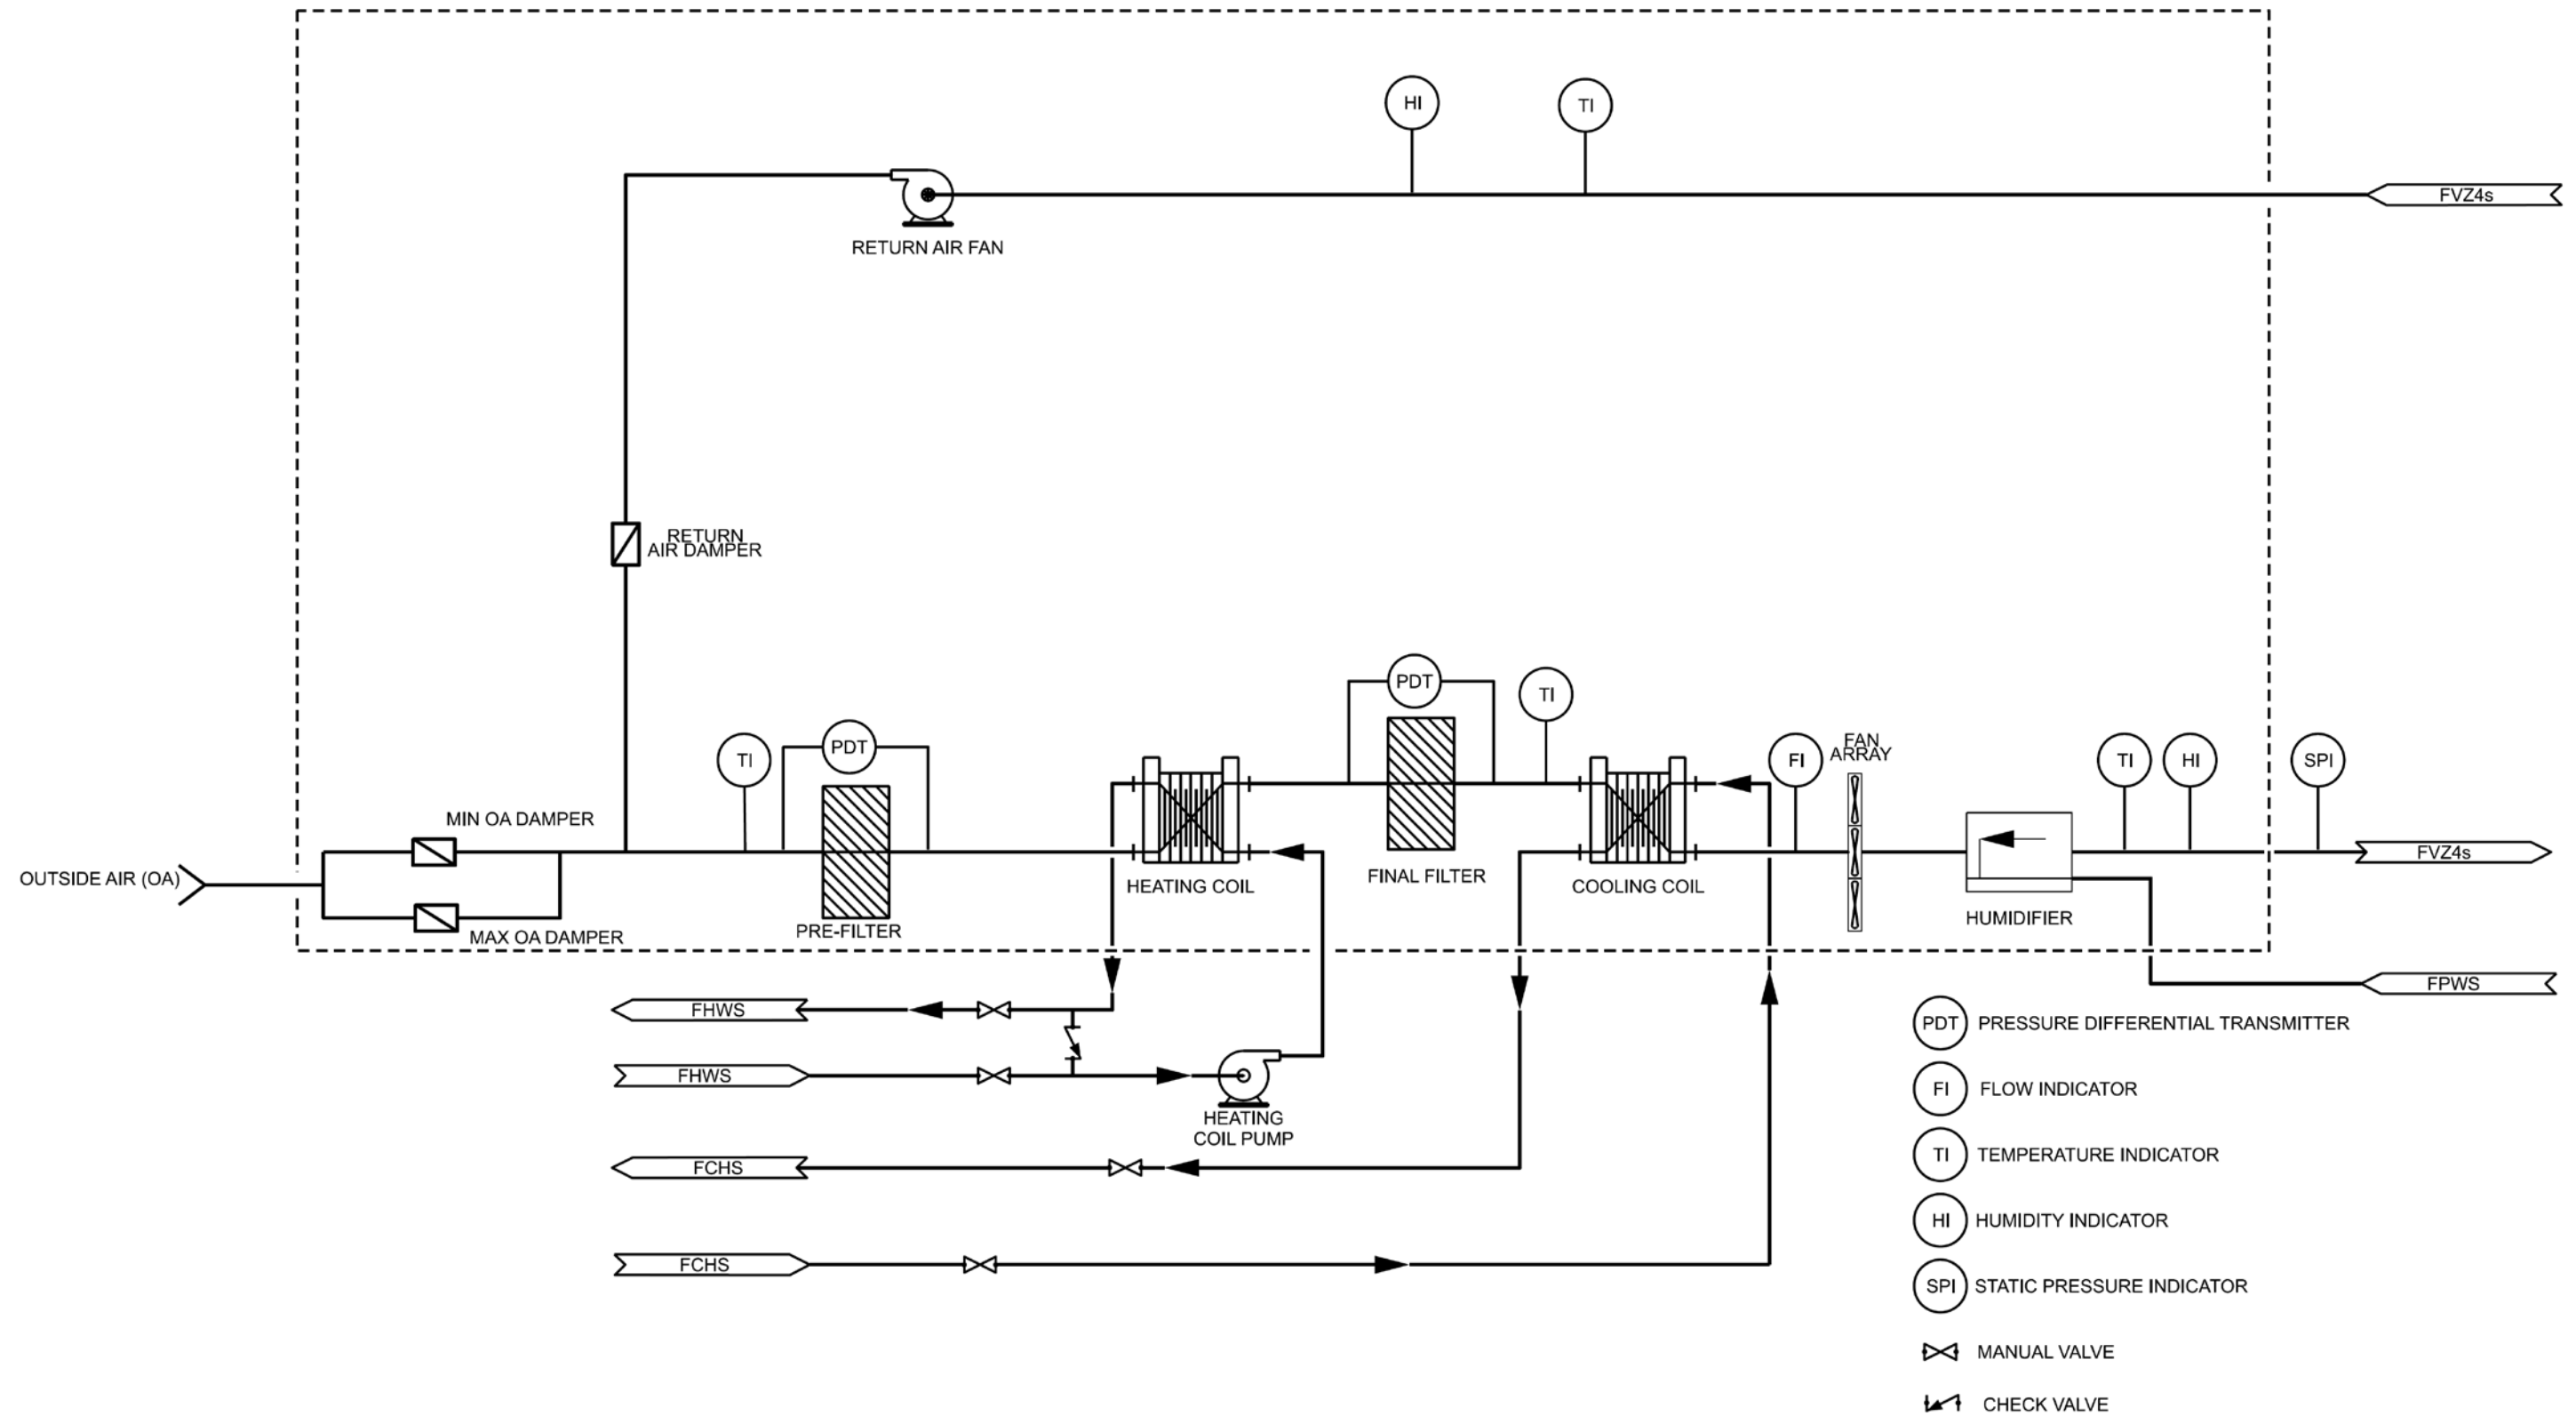 HI
TI
FVZ4s
RETURN AIR FAN
RETURN
AIR DAMPER
PDT
TI
FAN
ARRAY
TI
PDT
FI
TI
HI
SPI
MIN OA DAMPER
OUTSIDE AIR (OA)
FVZ4s
HEATING COIL
FINAL FILTER
COOLING COIL
HUMIDIFIER
MAX OA DAMPER
PRE-FILTER
FPWS
FHWS
FHWS
HEATING
COIL PUMP
FCHS
FCHS
PDT PRESSURE DIFFERENTIAL TRANSMITTER
FI FLOW INDICATOR
TI TEMPERATURE INDICATOR
HI HUMIDITY INDICATOR
SPI STATIC PRESSURE INDICATOR
MANUAL VALVE
CHECK VALVE